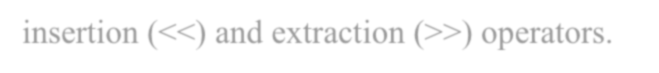 insertion (<<) and extraction (>>) operators.